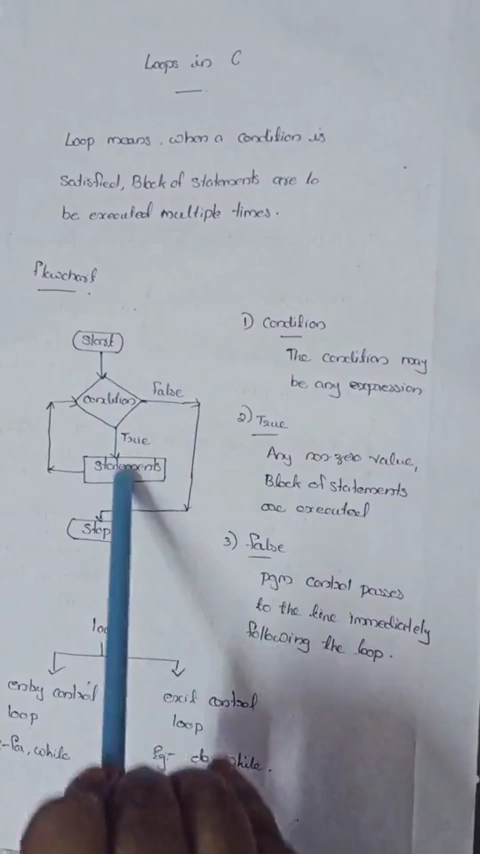 Loops in C
Loop means, when a condition is
Satisfied, Block of statements are to
be executed multiple times.
flowchart
Start
condition
False
True
Statements
Stop
1) Condition
The condition may
be any expression
2) True
Any non-zero value,
Block of statements
are executed
3) False
Pgm control passes
to the line immediately
following the loop.
entry control
loop
while
exit control
loop
Eg:- do while.